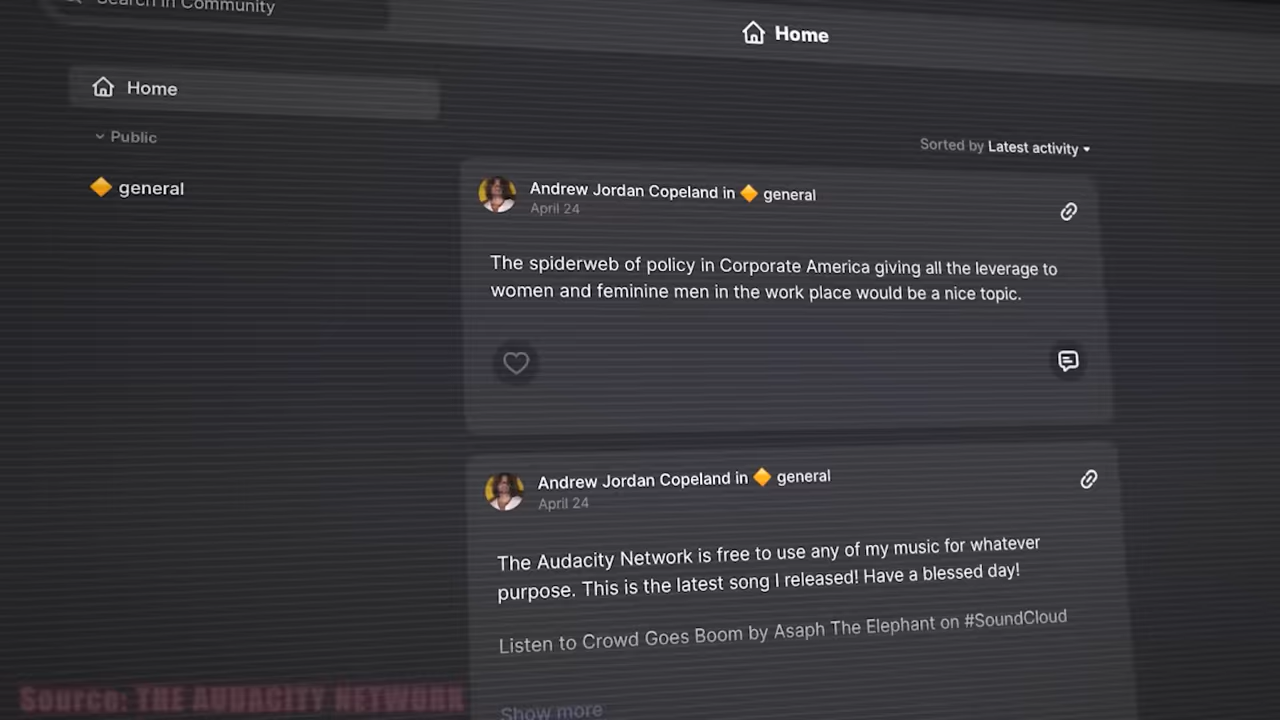 Search in Community
Home
Home
Public
general
Sorted by Latest activity
Andrew Jordan Copeland in general
April 24
The spiderweb of policy in Corporate America giving all the leverage to
women and feminine men in the work place would be a nice topic.
Andrew Jordan Copeland in general
April 24
The Audacity Network is free to use any of my music for whatever
purpose. This is the latest song I released! Have a blessed day!
Listen to Crowd Goes Boom by Asaph The Elephant on #SoundCloud
Show more
Source: THE AUDACITY NETWORK